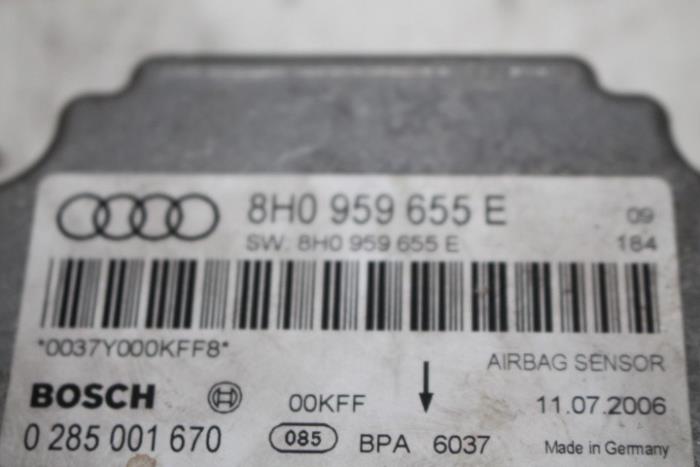 8H0 959 655 E 09
SW: 8H0 959 655 E 184
*0037Y000KFF8*
AIRBAG SENSOR
BOSCH 00KFF 11.07.2006
0 285 001 670 085 BPA 6037 Made in Germany